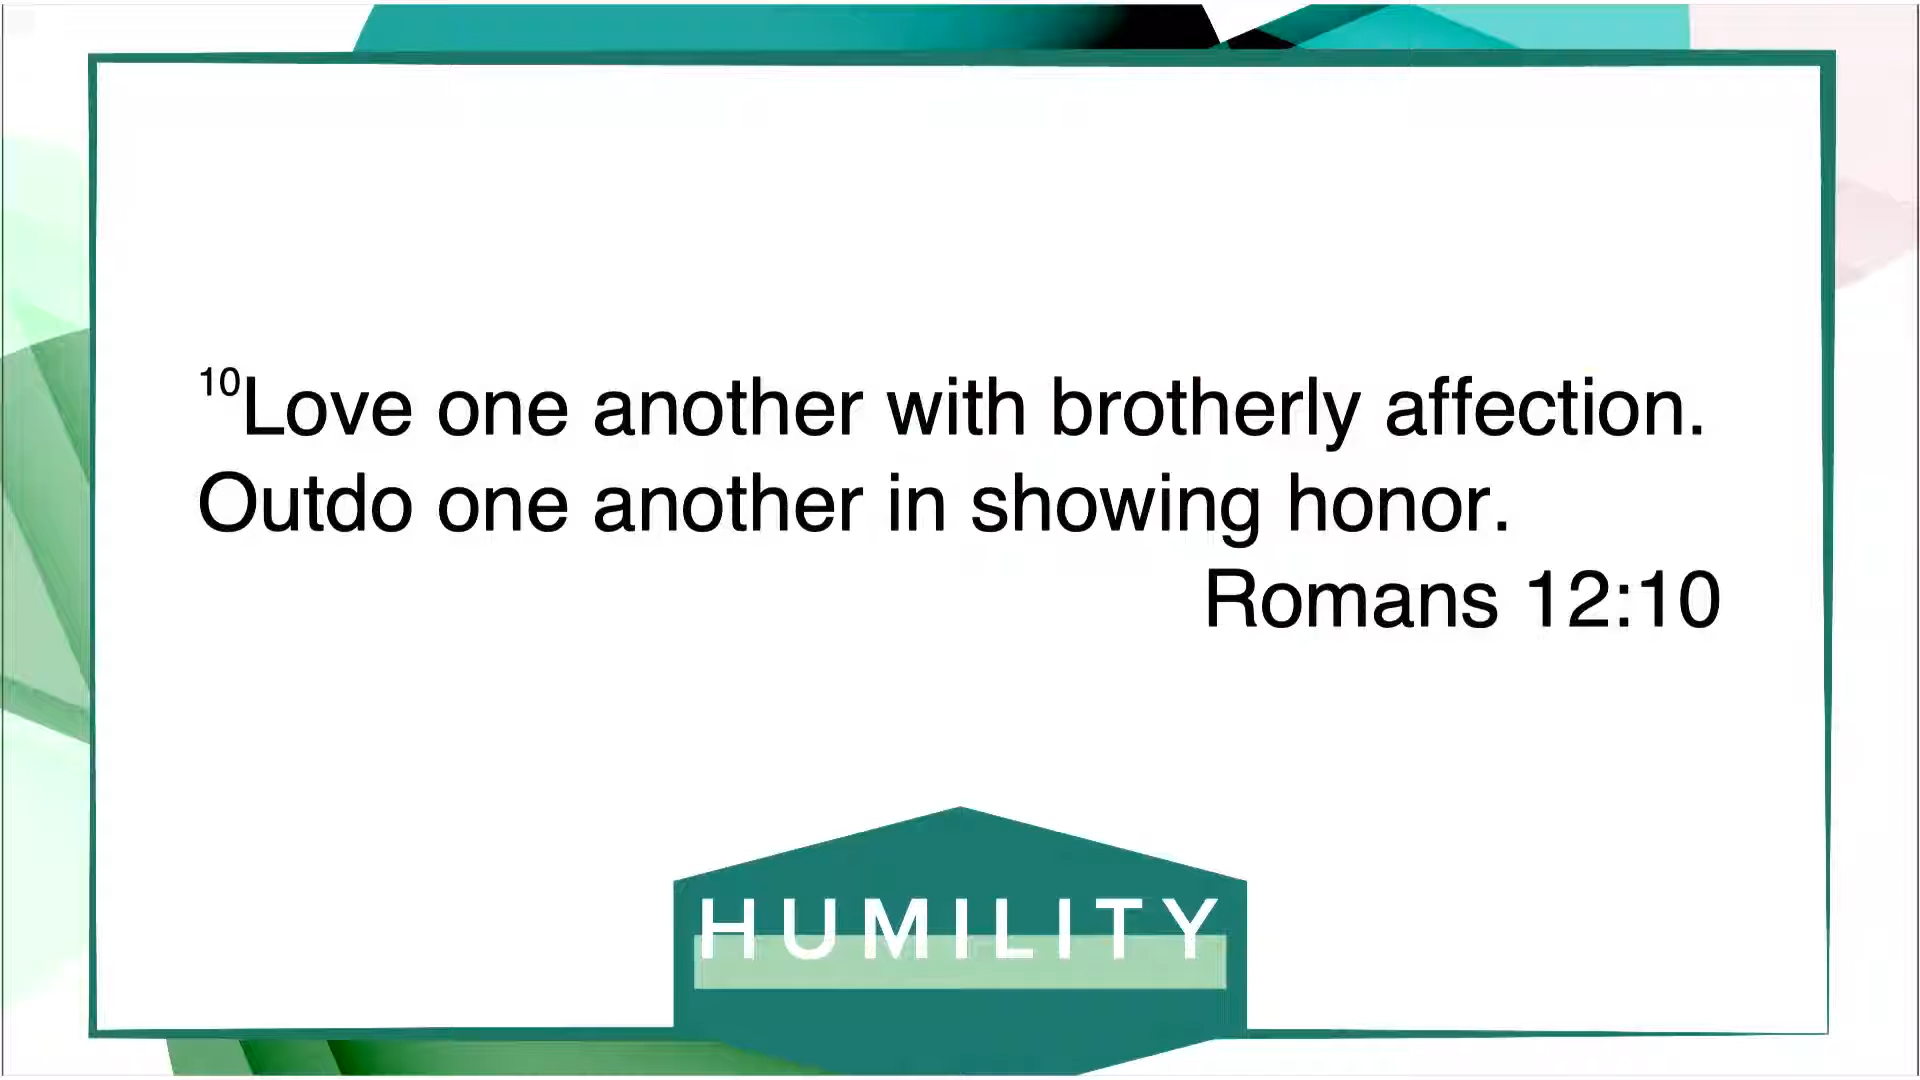 10Love one another with brotherly affection.
Outdo one another in showing honor.
Romans 12:10
HUMILITY